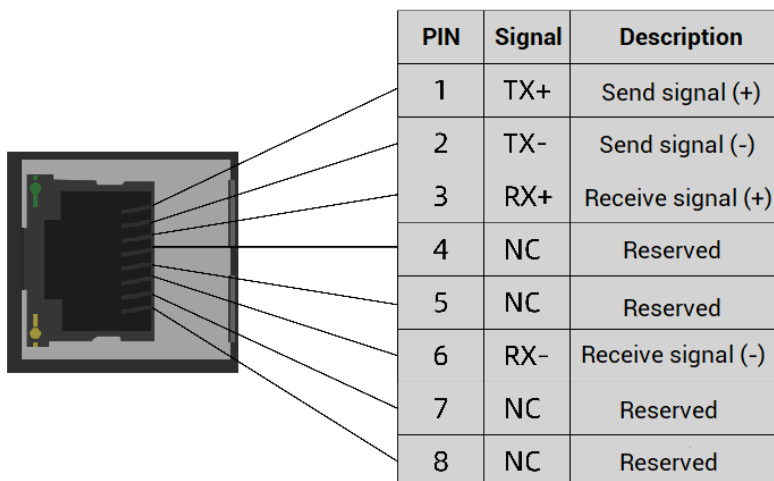 PIN Signal Description
1 TX+ Send signal (+)
2 TX- Send signal (-)
3 RX+ Receive signal (+)
4 NC Reserved
5 NC Reserved
6 RX- Receive signal (-)
7 NC Reserved
8 NC Reserved